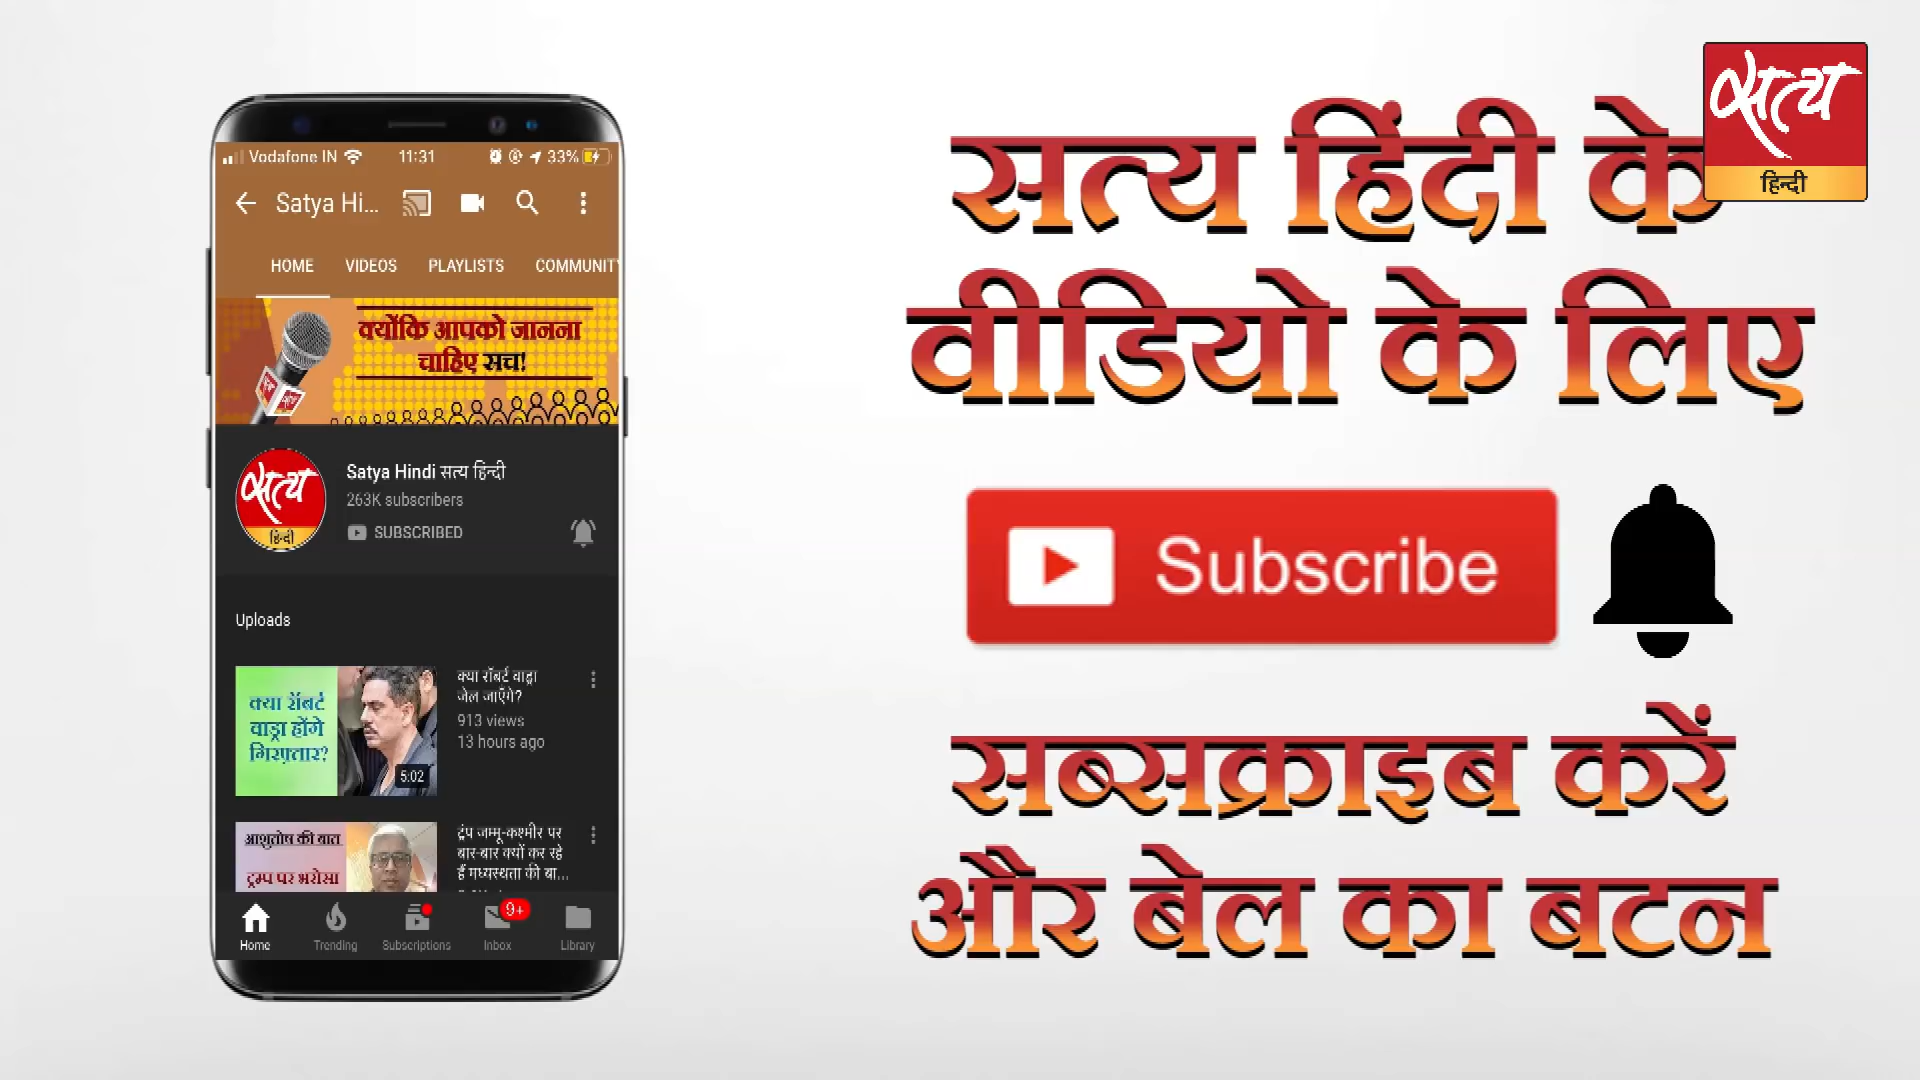 Vodafone IN 11:31 33%
Satya Hi...
HOME VIDEOS PLAYLISTS COMMUNIT
क्योंकि आपको जानना
चाहिए सच!
सत्य
हिन्दी
Satya Hindi सत्य हिन्दी
263K subscribers
SUBSCRIBED
Uploads
क्या रॉबर्ट
वाड्रा होंगे
गिरफ़्तार?
5:02
क्या रॉबर्ट वाड्रा
जेल जाएँगे?
913 views
13 hours ago
आशुतोष की बात
ट्रम्प पर भरोसा
ट्रंप जम्मू-कश्मीर पर
बार-बार क्यों कर रहे
हैं मध्यस्थता की बा...
Home Trending Subscriptions Inbox Library
9+
सत्य हिंदी के
वीडियो के लिए
Subscribe
सब्सक्राइब करें
और बेल का बटन
सत्य
हिन्दी